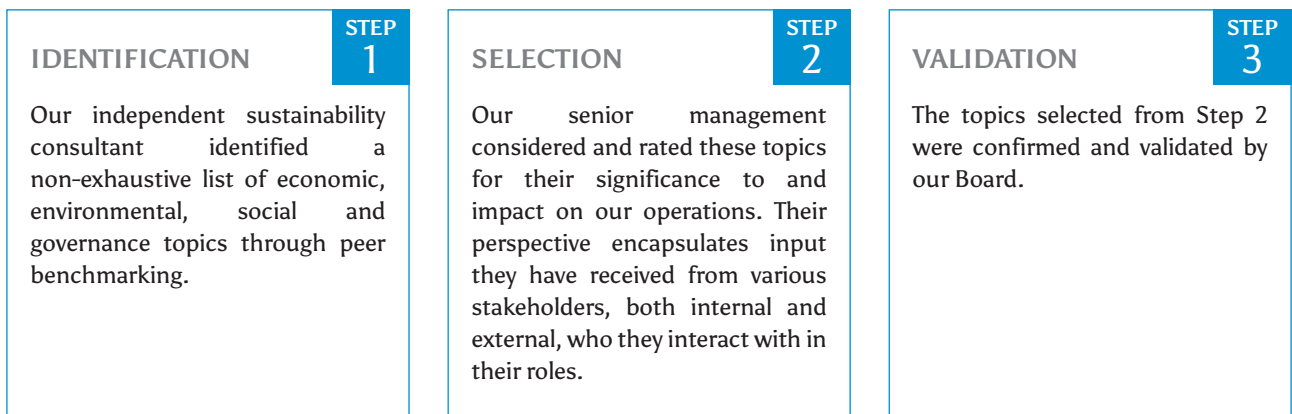 STEP
1
IDENTIFICATION
Our independent sustainability
consultant identified a
non-exhaustive list of economic,
environmental, social and
governance topics through peer
benchmarking.
STEP
2
SELECTION
Our senior management
considered and rated these topics
for their significance to and
impact on our operations. Their
perspective encapsulates input
they have received from various
stakeholders, both internal and
external, who they interact with in
their roles.
STEP
3
VALIDATION
The topics selected from Step 2
were confirmed and validated by
our Board.